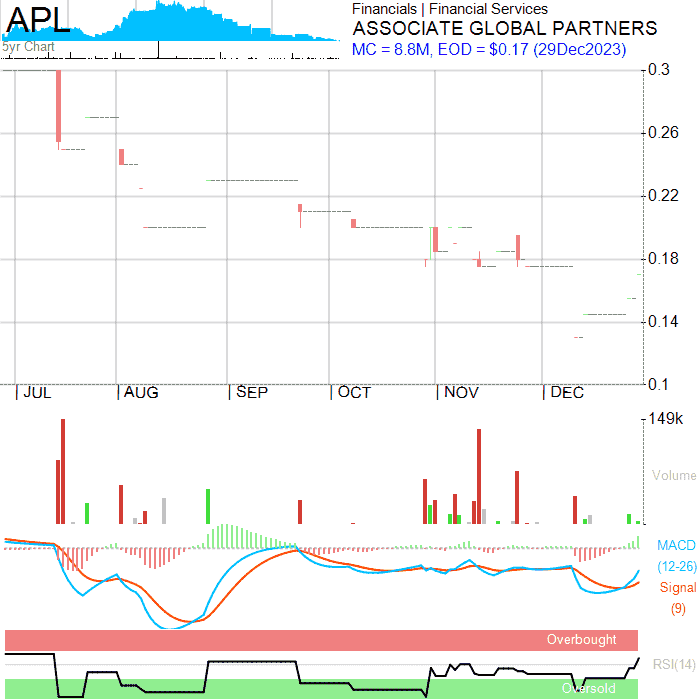 APL
5yr Chart
Financials | Financial Services
ASSOCIATE GLOBAL PARTNERS
MC = 8.8M, EOD = $0.17 (29Dec2023)
0.3
0.26
0.22
0.18
0.14
0.1
JUL AUG SEP OCT NOV DEC
149k
Volume
MACD
(12-26)
Signal
(9)
Overbought
RSI(14)
Oversold